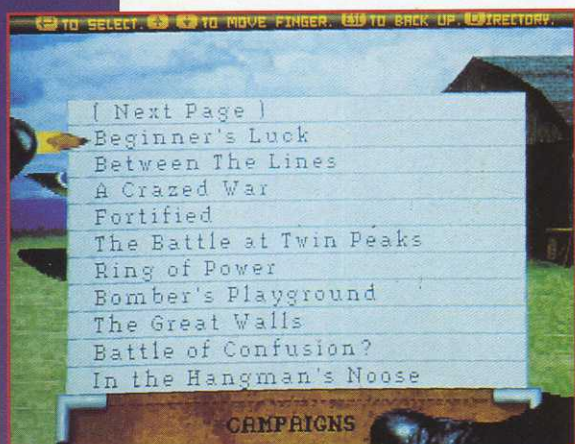 TO SELECT. TO MOVE FINGER. ESC TO BACK UP. DIRECTORY.
( Next Page )
Beginner's Luck
Between The Lines
A Crazed War
Fortified
The Battle at Twin Peaks
Ring of Power
Bomber's Playground
The Great Walls
Battle of Confusion?
In the Hangman's Noose
CAMPAIGNS